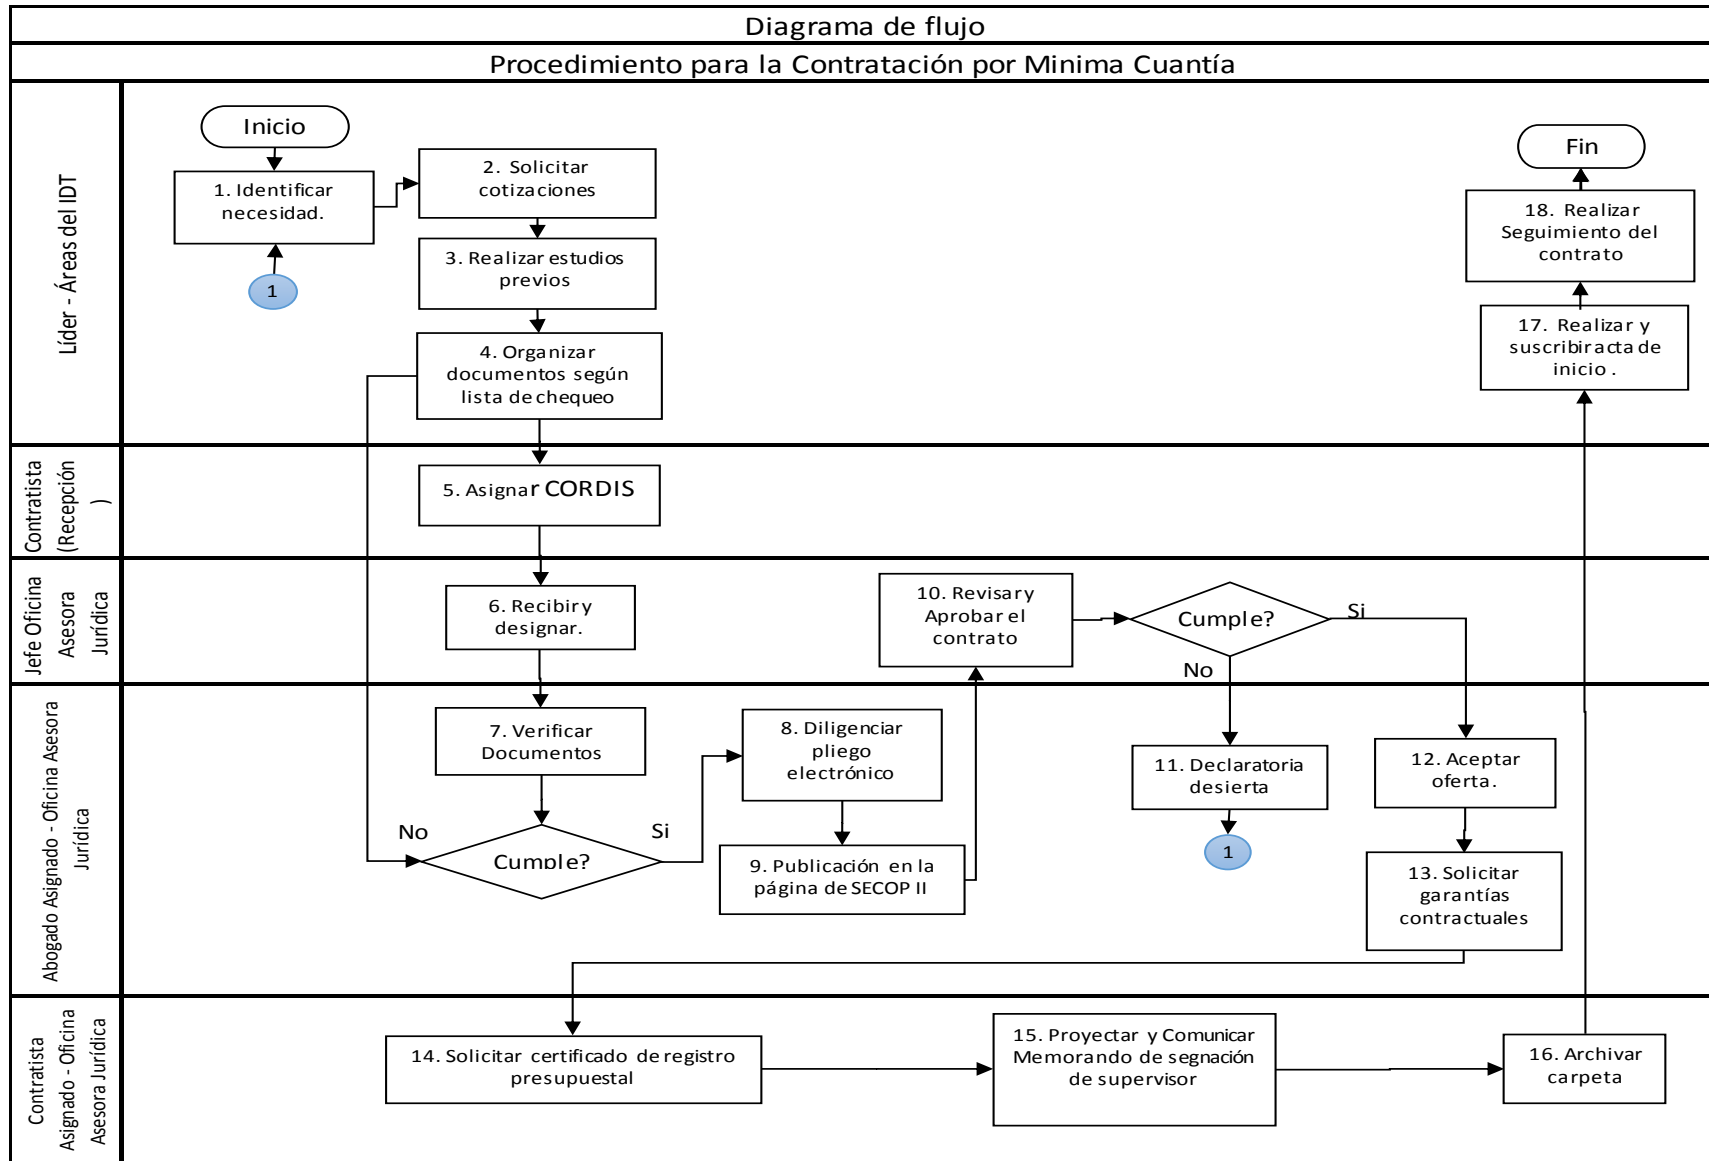 Diagrama de flujo
Procedimiento para la Contratación por Minima Cuantía
Líder - Áreas del IDT
Inicio
1. Identificar
necesidad.
1
2. Solicitar
cotizaciones
3. Realizar estudios
previos
4. Organizar
documentos según
lista de chequeo
Fin
18. Realizar
Seguimiento del
contrato
17. Realizar y
suscribir acta de
inicio .
Contratista
(Recepción
)
5. Asignar CORDIS
Jefe Oficina
Asesora
Jurídica
6. Recibir y
designar.
10. Revisar y
Aprobar el
contrato
Cumple?
Si
No
Abogado Asignado - Oficina Asesora
Jurídica
7. Verificar
Documentos
No
Cumple?
Si
8. Diligenciar
pliego
electrónico
9. Publicación en la
página de SECOP II
11. Declaratoria
desierta
1
12. Aceptar
oferta.
13. Solicitar
garantías
contractuales
Contratista
Asignado - Oficina
Asesora Jurídica
14. Solicitar certificado de registro
presupuestal
15. Proyectar y Comunicar
Memorando de segnación
de supervisor
16. Archivar
carpeta